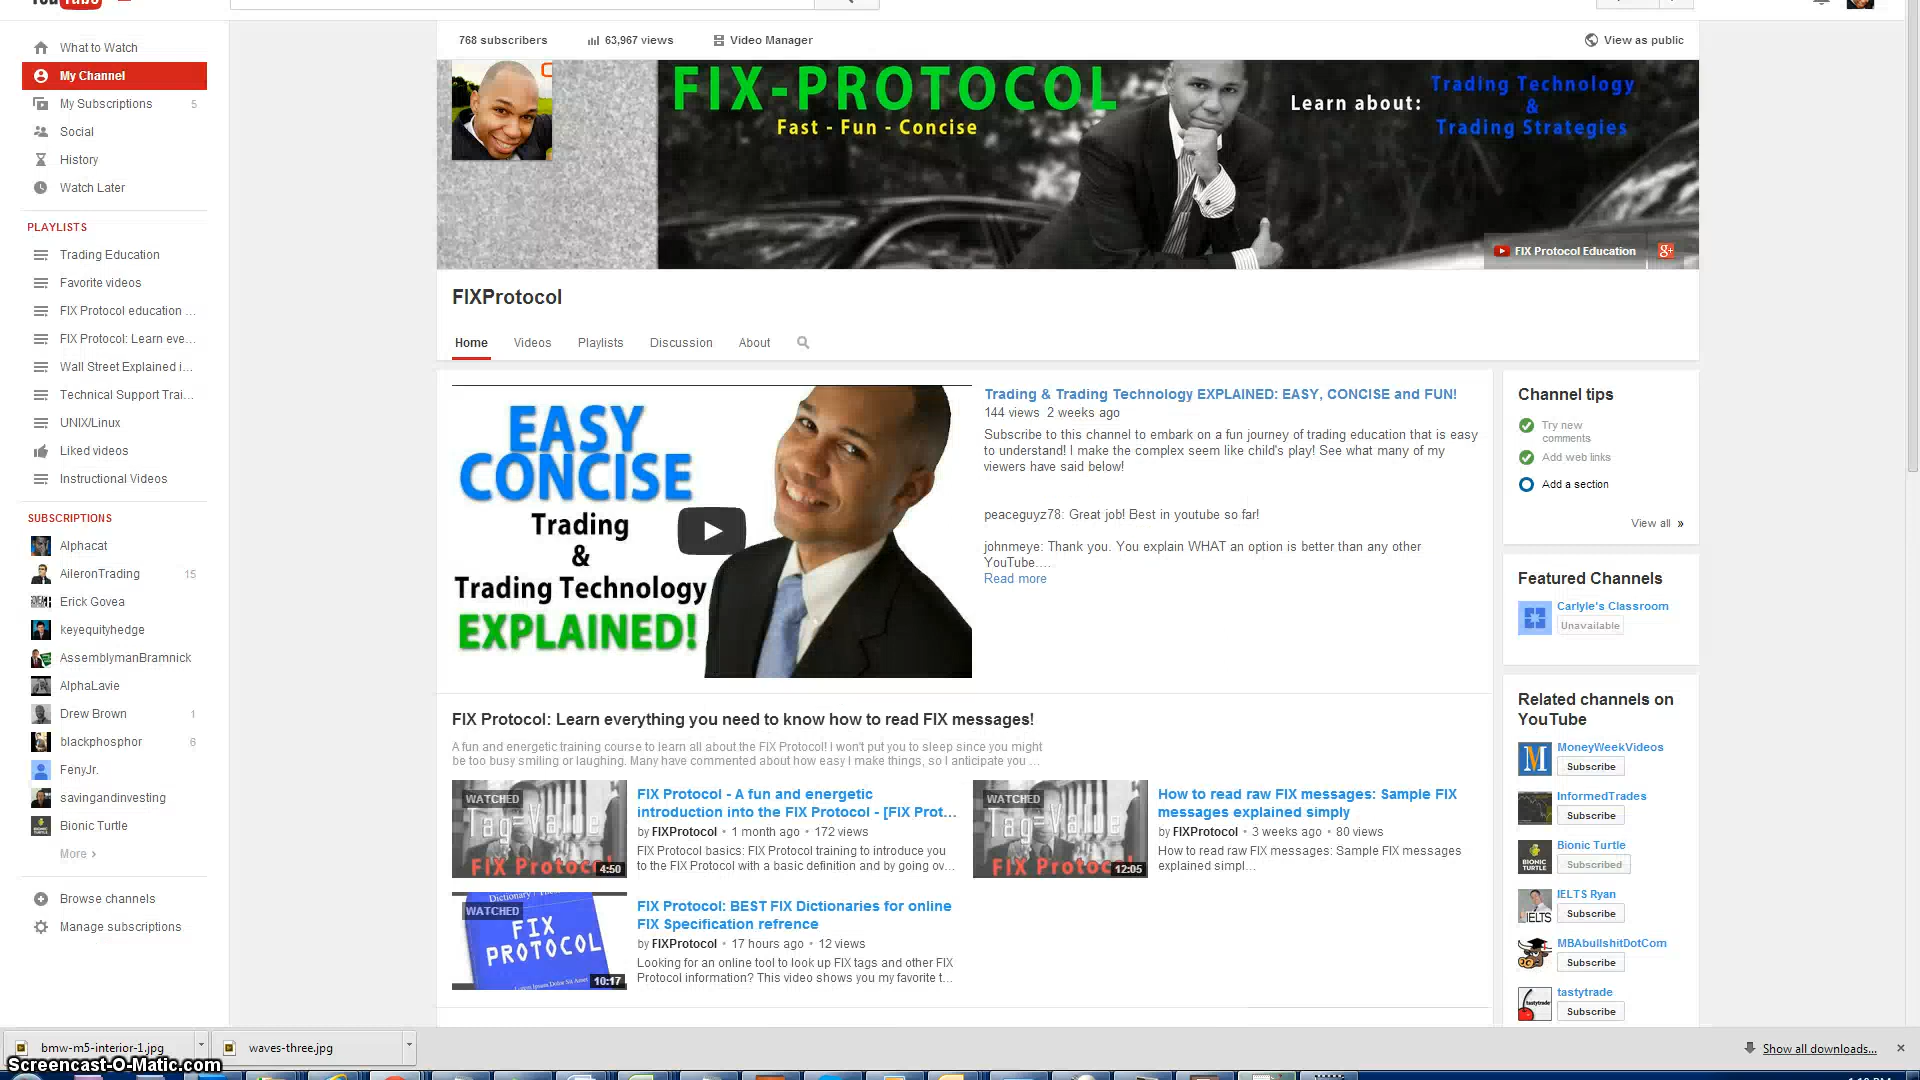 YouTube
768 subscribers
63,967 views
Video Manager
View as public
What to Watch
My Channel
My Subscriptions 5
Social
History
Watch Later
PLAYLISTS
Trading Education
Favorite videos
FIX Protocol education ...
FIX Protocol: Learn eve...
Wall Street Explained i...
Technical Support Trai...
UNIX/Linux
Liked videos
Instructional Videos
SUBSCRIPTIONS
Alphacat
AileronTrading 15
Erick Govea
keyequityhedge
AssemblymanBramnick
AlphaLavie
Drew Brown 1
blackphosphor 6
FenyJr.
savingandinvesting
Bionic Turtle
More ›
Browse channels
Manage subscriptions
FIX-PROTOCOL
Fast - Fun - Concise
Learn about:
Trading Technology
&
Trading Strategies
FIX Protocol Education
FIXProtocol
Home Videos Playlists Discussion About
EASY
CONCISE
Trading
&
Trading Technology
EXPLAINED!
Trading & Trading Technology EXPLAINED: EASY, CONCISE and FUN!
144 views 2 weeks ago
Subscribe to this channel to embark on a fun journey of trading education that is easy
to understand! I make the complex seem like child's play! See what many of my
viewers have said below!
peaceguyz78: Great job! Best in youtube so far!
johnmeye: Thank you. You explain WHAT an option is better than any other
YouTube....
Read more
FIX Protocol: Learn everything you need to know how to read FIX messages!
A fun and energetic training course to learn all about the FIX Protocol! I won't put you to sleep since you might
be too busy smiling or laughing. Many have commented about how easy I make things, so I anticipate you ...
WATCHED
Tag=Value
FIX Protocol
4:50
FIX Protocol - A fun and energetic
introduction into the FIX Protocol - [FIX Prot...
by FIXProtocol • 1 month ago • 172 views
FIX Protocol basics: FIX Protocol training to introduce you
to the FIX Protocol with a basic definition and by going ov...
WATCHED
Tag=Value
FIX Protocol
12:05
How to read raw FIX messages: Sample FIX
messages explained simply
by FIXProtocol • 3 weeks ago • 80 views
How to read raw FIX messages: Sample FIX messages
explained simpl...
WATCHED
Dictionary
FIX
PROTOCOL
10:17
FIX Protocol: BEST FIX Dictionaries for online
FIX Specification refrence
by FIXProtocol • 17 hours ago • 12 views
Looking for an online tool to look up FIX tags and other FIX
Protocol information? This video shows you my favorite t...
Channel tips
Try new
comments
Add web links
Add a section
View all »
Featured Channels
Carlyle's Classroom
Unavailable
Related channels on
YouTube
M
MoneyWeekVideos
Subscribe
InformedTrades
Subscribe
BIONIC
TURTLE
Bionic Turtle
Subscribed
IELTS
IELTS Ryan
Subscribe
MBAbullshitDotCom
Subscribe
tastytrade
tastytrade
Subscribe
bmw-m5-interior-1.jpg
waves-three.jpg
Show all downloads...
Screencast-O-Matic.com